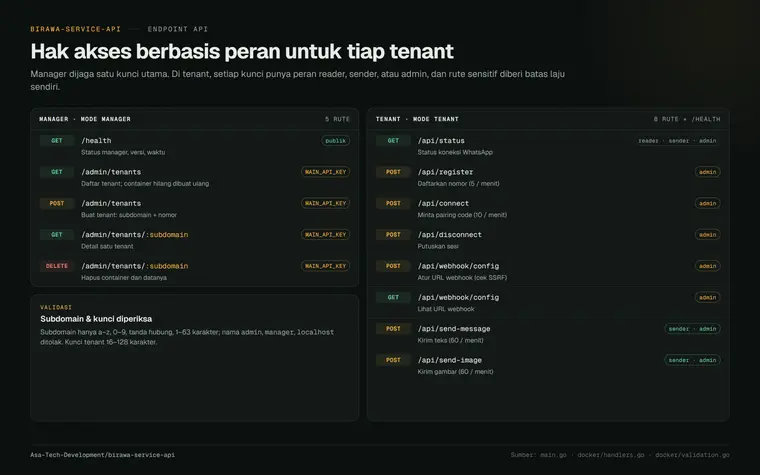 BIRAWA-SERVICE-API — ENDPOINT API
Hak akses berbasis peran untuk tiap tenant
Manager dijaga satu kunci utama. Di tenant, setiap kunci punya peran reader, sender, atau admin, dan rute sensitif diberi batas laju
sendiri.
MANAGER · MODE MANAGER 5 RUTE
GET /health publik
Status manager, versi, waktu
GET /admin/tenants MAIN_API_KEY
Daftar tenant; container hilang dibuat ulang
POST /admin/tenants MAIN_API_KEY
Buat tenant: subdomain + nomor
GET /admin/tenants/:subdomain MAIN_API_KEY
Detail satu tenant
DELETE /admin/tenants/:subdomain MAIN_API_KEY
Hapus container dan datanya
VALIDASI
Subdomain & kunci diperiksa
Subdomain hanya a–z, 0–9, tanda hubung, 1–63 karakter; nama admin, manager, localhost
ditolak. Kunci tenant 16–128 karakter.
TENANT · MODE TENANT 8 RUTE + /HEALTH
GET /api/status reader · sender · admin
Status koneksi WhatsApp
POST /api/register admin
Daftarkan nomor (5 / menit)
POST /api/connect admin
Minta pairing code (10 / menit)
POST /api/disconnect admin
Putuskan sesi
POST /api/webhook/config admin
Atur URL webhook (cek SSRF)
GET /api/webhook/config admin
Lihat URL webhook
POST /api/send-message sender · admin
Kirim teks (60 / menit)
POST /api/send-image sender · admin
Kirim gambar (60 / menit)
Asa-Tech-Development/birawa-service-api
Sumber: main.go · docker/handlers.go · docker/validation.go